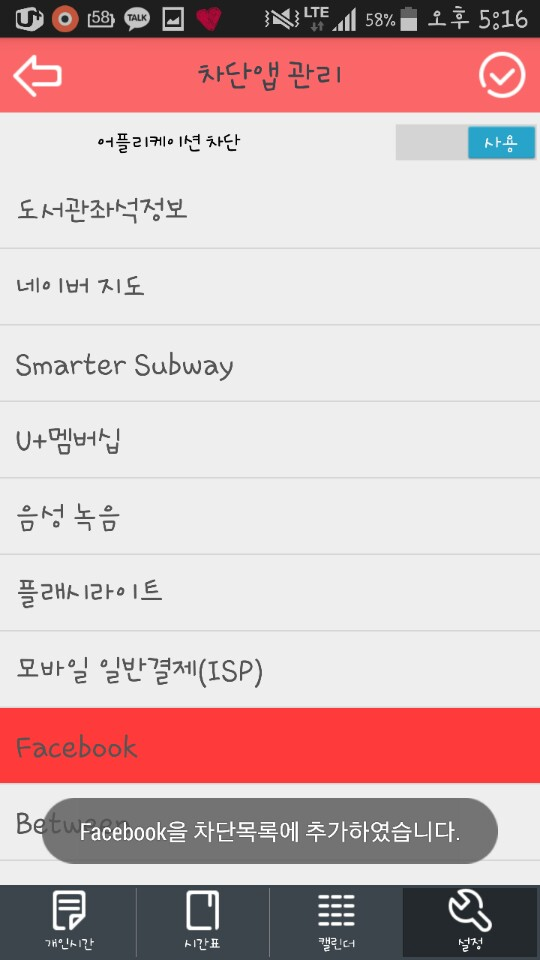 U+ 58 TALK LTE 58% 오후 5:16
차단앱 관리
어플리케이션 차단 사용
도서관좌석정보
네이버 지도
Smarter Subway
U+멤버십
음성 녹음
플래시라이트
모바일 일반결제(ISP)
Facebook
Between
Facebook을 차단목록에 추가하였습니다.
개인시간 시간표 캘린더 설정